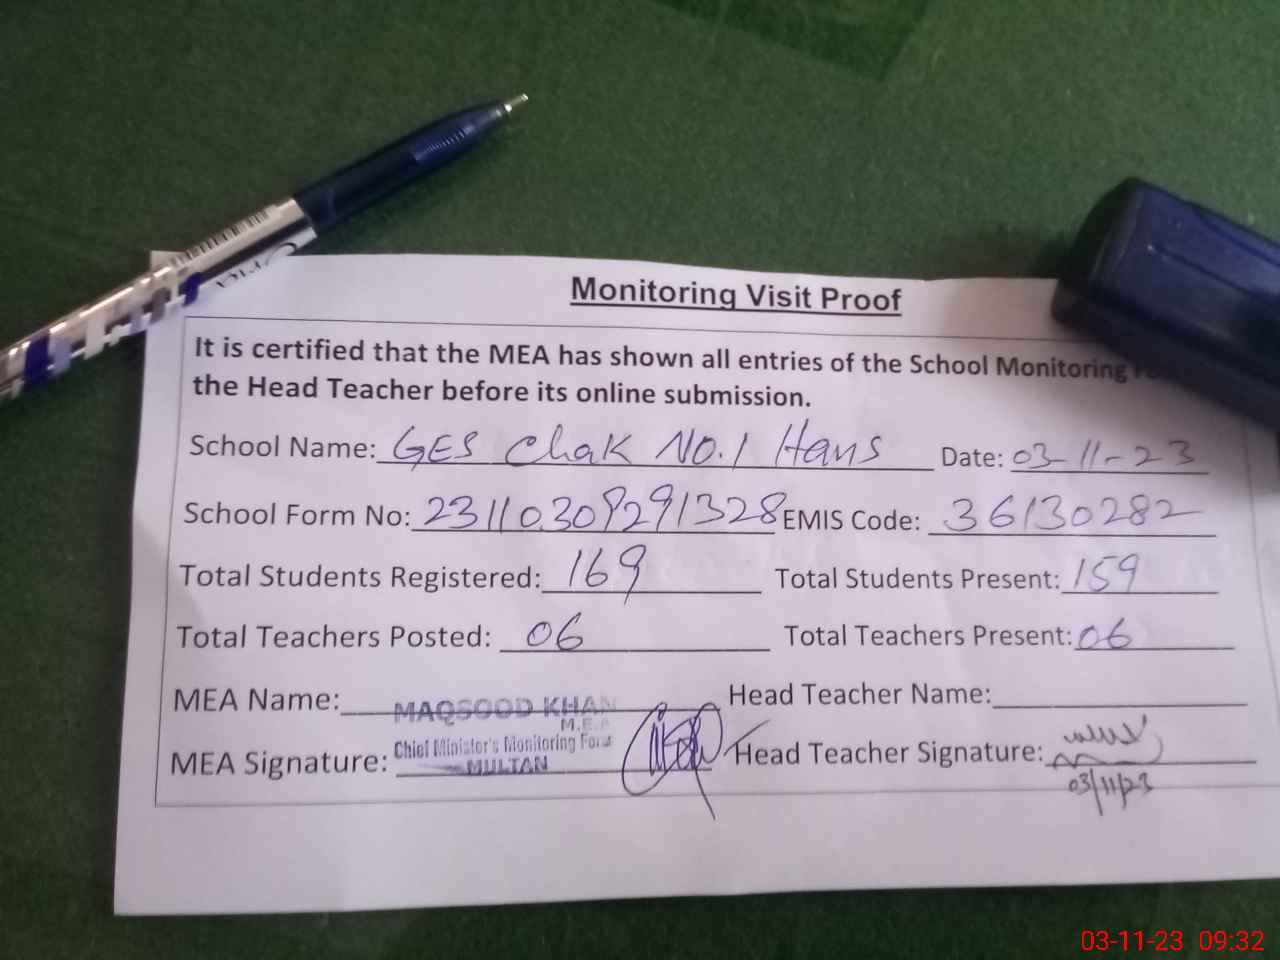 Monitoring Visit Proof
It is certified that the MEA has shown all entries of the School Monitoring
the Head Teacher before its online submission.
School Name: GES Chak No.1 Hans Date: 03-11-23
School Form No: 23110309291328 EMIS Code: 36130282
Total Students Registered: 169 Total Students Present: 159
Total Teachers Posted: 06 Total Teachers Present: 06
MEA Name: MAQSOOD KHAN Head Teacher Name:
M.E.A
Chief Minister's Monitoring Force
MEA Signature: MULTAN Head Teacher Signature:
03/11/23
03-11-23 09:32